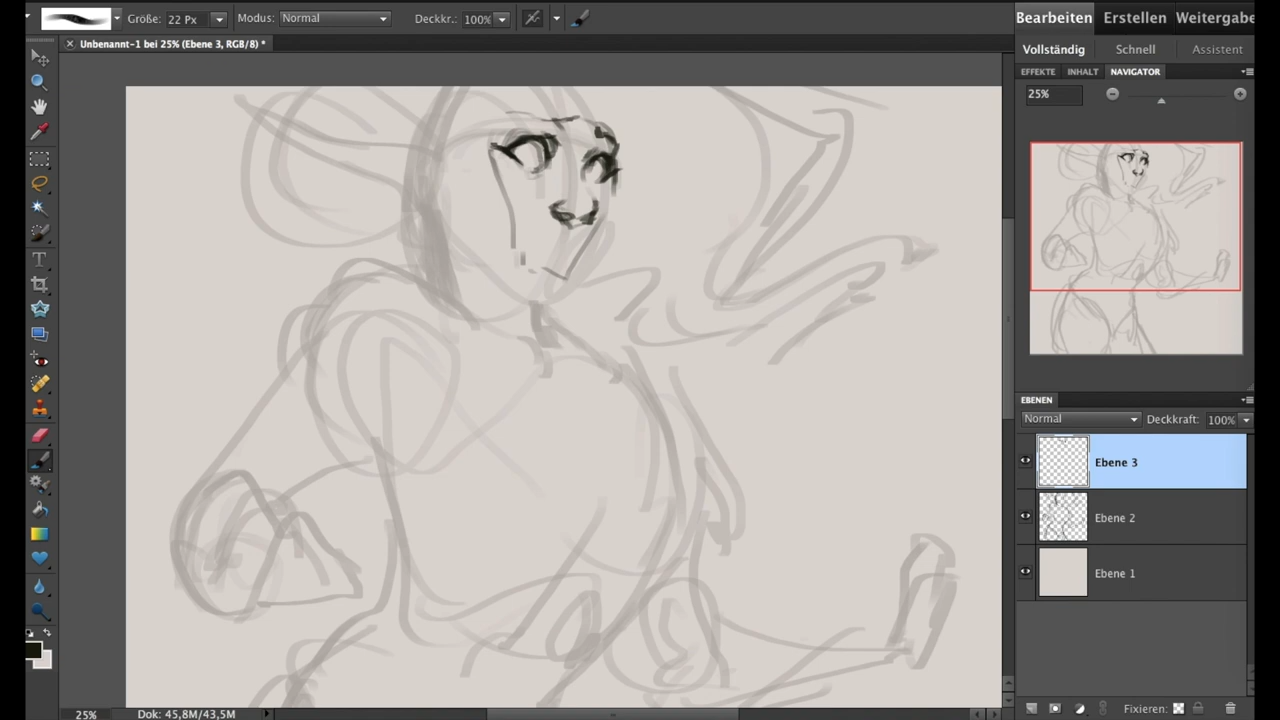 Größe: 22 Px Modus: Normal Deckkr.: 100%
Bearbeiten Erstellen Weitergabe
Unbenannt-1 bei 25% (Ebene 3, RGB/8) *
Vollständig Schnell Assistent
EFFEKTE INHALT NAVIGATOR
25%
EBENEN
Normal Deckkraft: 100%
Ebene 3
Ebene 2
Ebene 1
Fixieren:
25% Dok: 45,8M/43,5M